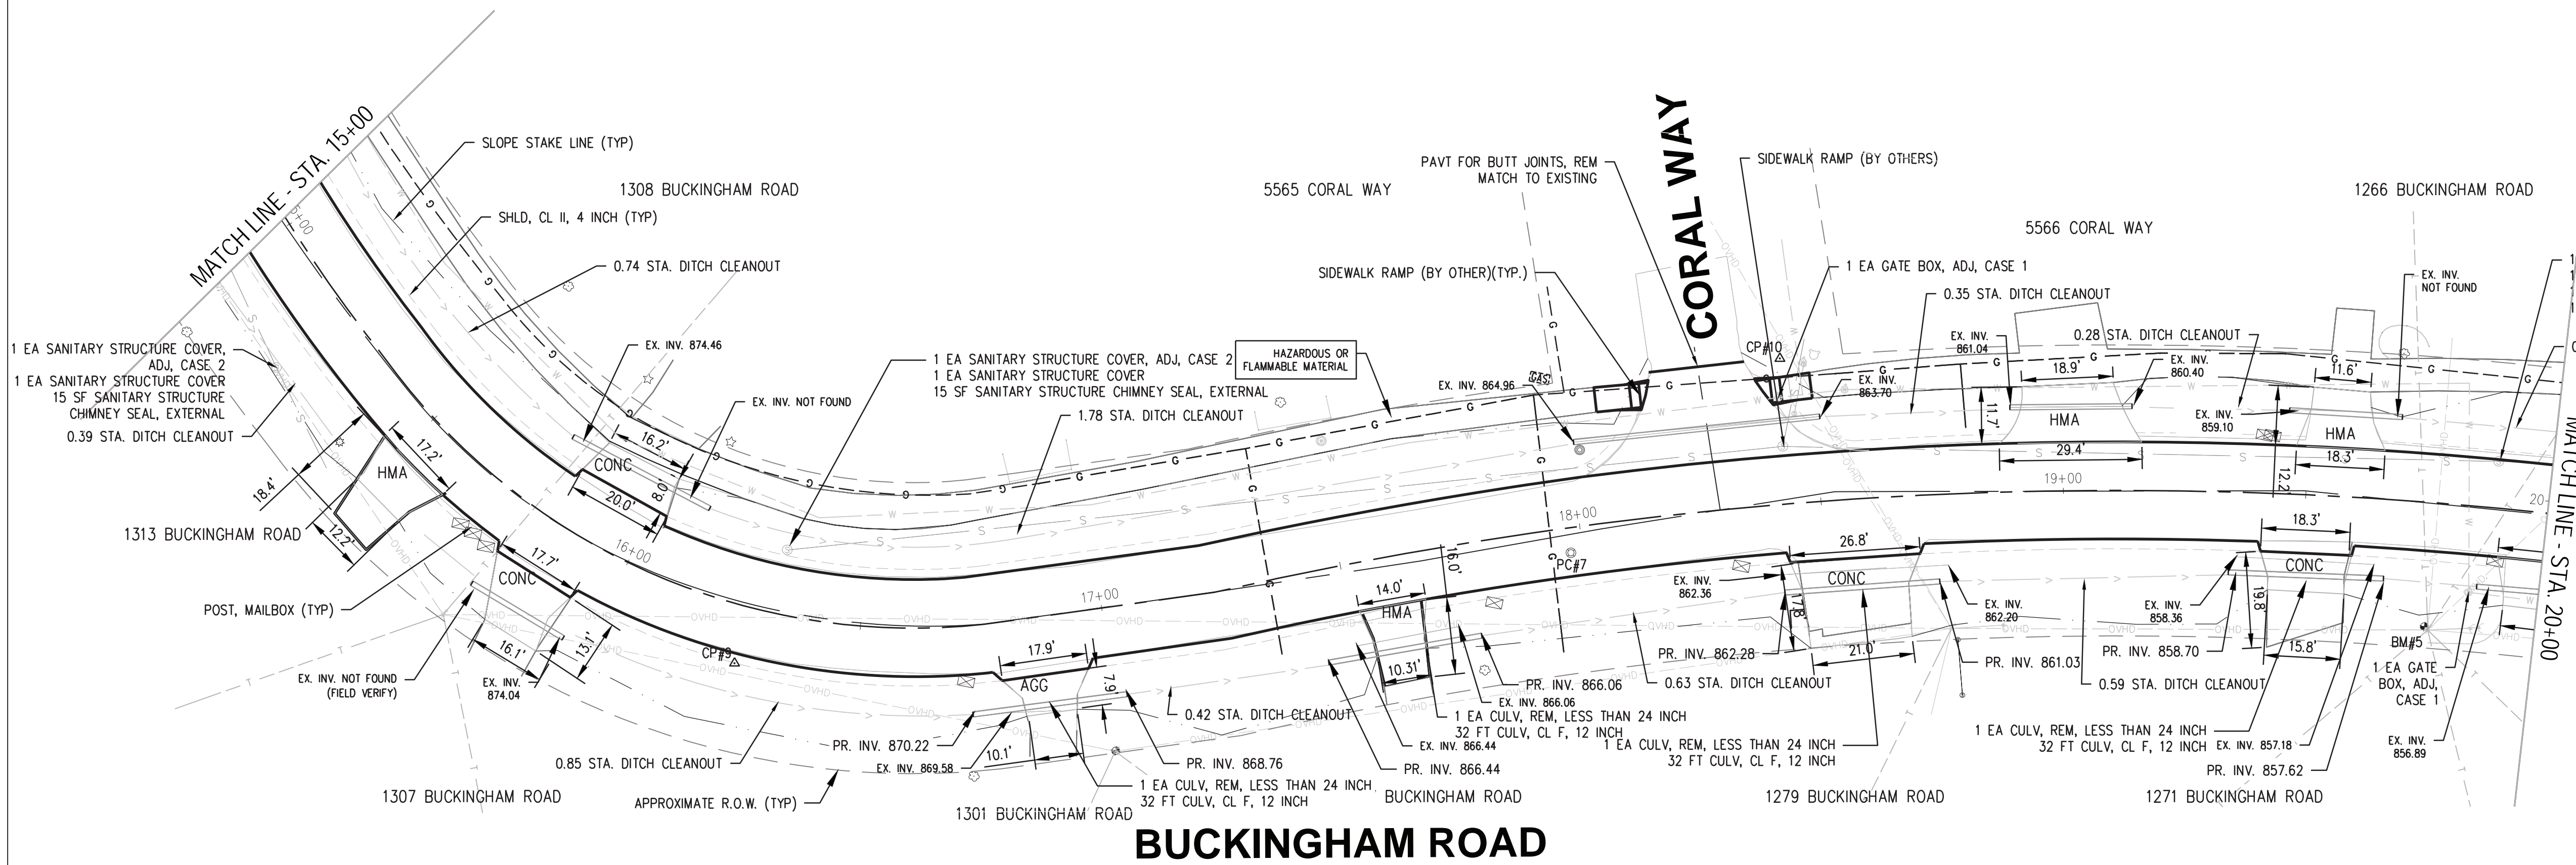 MATCH LINE - STA. 15+00
SLOPE STAKE LINE (TYP)
1308 BUCKINGHAM ROAD
SHLD, CL II, 4 INCH (TYP)
0.74 STA. DITCH CLEANOUT
1 EA SANITARY STRUCTURE COVER,
ADJ, CASE 2
1 EA SANITARY STRUCTURE COVER
15 SF SANITARY STRUCTURE
CHIMNEY SEAL, EXTERNAL
0.39 STA. DITCH CLEANOUT
18.4'
12.2'
HMA
17.2'
1313 BUCKINGHAM ROAD
POST, MAILBOX (TYP)
EX. INV. 874.46
16.2'
CONC
20.0'
8.0'
EX. INV. NOT FOUND
17.7'
CONC
16.1'
13.1'
EX. INV. NOT FOUND
(FIELD VERIFY)
EX. INV.
874.04
16+00
1307 BUCKINGHAM ROAD
0.85 STA. DITCH CLEANOUT
APPROXIMATE R.O.W. (TYP)
CP#9
1 EA SANITARY STRUCTURE COVER, ADJ, CASE 2
1 EA SANITARY STRUCTURE COVER
15 SF SANITARY STRUCTURE CHIMNEY SEAL, EXTERNAL
HAZARDOUS OR
FLAMMABLE MATERIAL
1.78 STA. DITCH CLEANOUT
5565 CORAL WAY
PAVT FOR BUTT JOINTS, REM
MATCH TO EXISTING
SIDEWALK RAMP (BY OTHER)(TYP.)
CORAL WAY
SIDEWALK RAMP (BY OTHERS)
1 EA GATE BOX, ADJ, CASE 1
0.35 STA. DITCH CLEANOUT
5566 CORAL WAY
1266 BUCKINGHAM ROAD
EX. INV. 864.96
CP#10
EX. INV.
863.70
EX. INV.
861.04
18.9'
11.7'
HMA
29.4'
0.28 STA. DITCH CLEANOUT
EX. INV.
860.40
EX. INV.
859.10
EX. INV.
NOT FOUND
11.6'
HMA
18.3'
12.2'
17+00
18+00
19+00
PC#7
17.9'
AGG
7.9'
10.1'
PR. INV. 870.22
EX. INV. 869.58
PR. INV. 868.76
1 EA CULV, REM, LESS THAN 24 INCH
32 FT CULV, CL F, 12 INCH
1301 BUCKINGHAM ROAD
0.42 STA. DITCH CLEANOUT
14.0'
16.0'
HMA
10.31'
PR. INV. 866.06
EX. INV. 866.06
1 EA CULV, REM, LESS THAN 24 INCH
32 FT CULV, CL F, 12 INCH
EX. INV. 866.44
PR. INV. 866.44
BUCKINGHAM ROAD
0.63 STA. DITCH CLEANOUT
EX. INV.
862.36
26.8'
CONC
17.8'
21.0'
PR. INV. 862.28
EX. INV.
862.20
PR. INV. 861.03
1 EA CULV, REM, LESS THAN 24 INCH
32 FT CULV, CL F, 12 INCH
1279 BUCKINGHAM ROAD
0.59 STA. DITCH CLEANOUT
EX. INV.
858.36
18.3'
CONC
19.8'
15.8'
PR. INV. 858.70
1 EA CULV, REM, LESS THAN 24 INCH
32 FT CULV, CL F, 12 INCH
EX. INV. 857.18
PR. INV. 857.62
1271 BUCKINGHAM ROAD
BM#5
1 EA GATE
BOX, ADJ,
CASE 1
EX. INV.
856.89
MATCH LINE - STA. 20+00
BUCKINGHAM ROAD